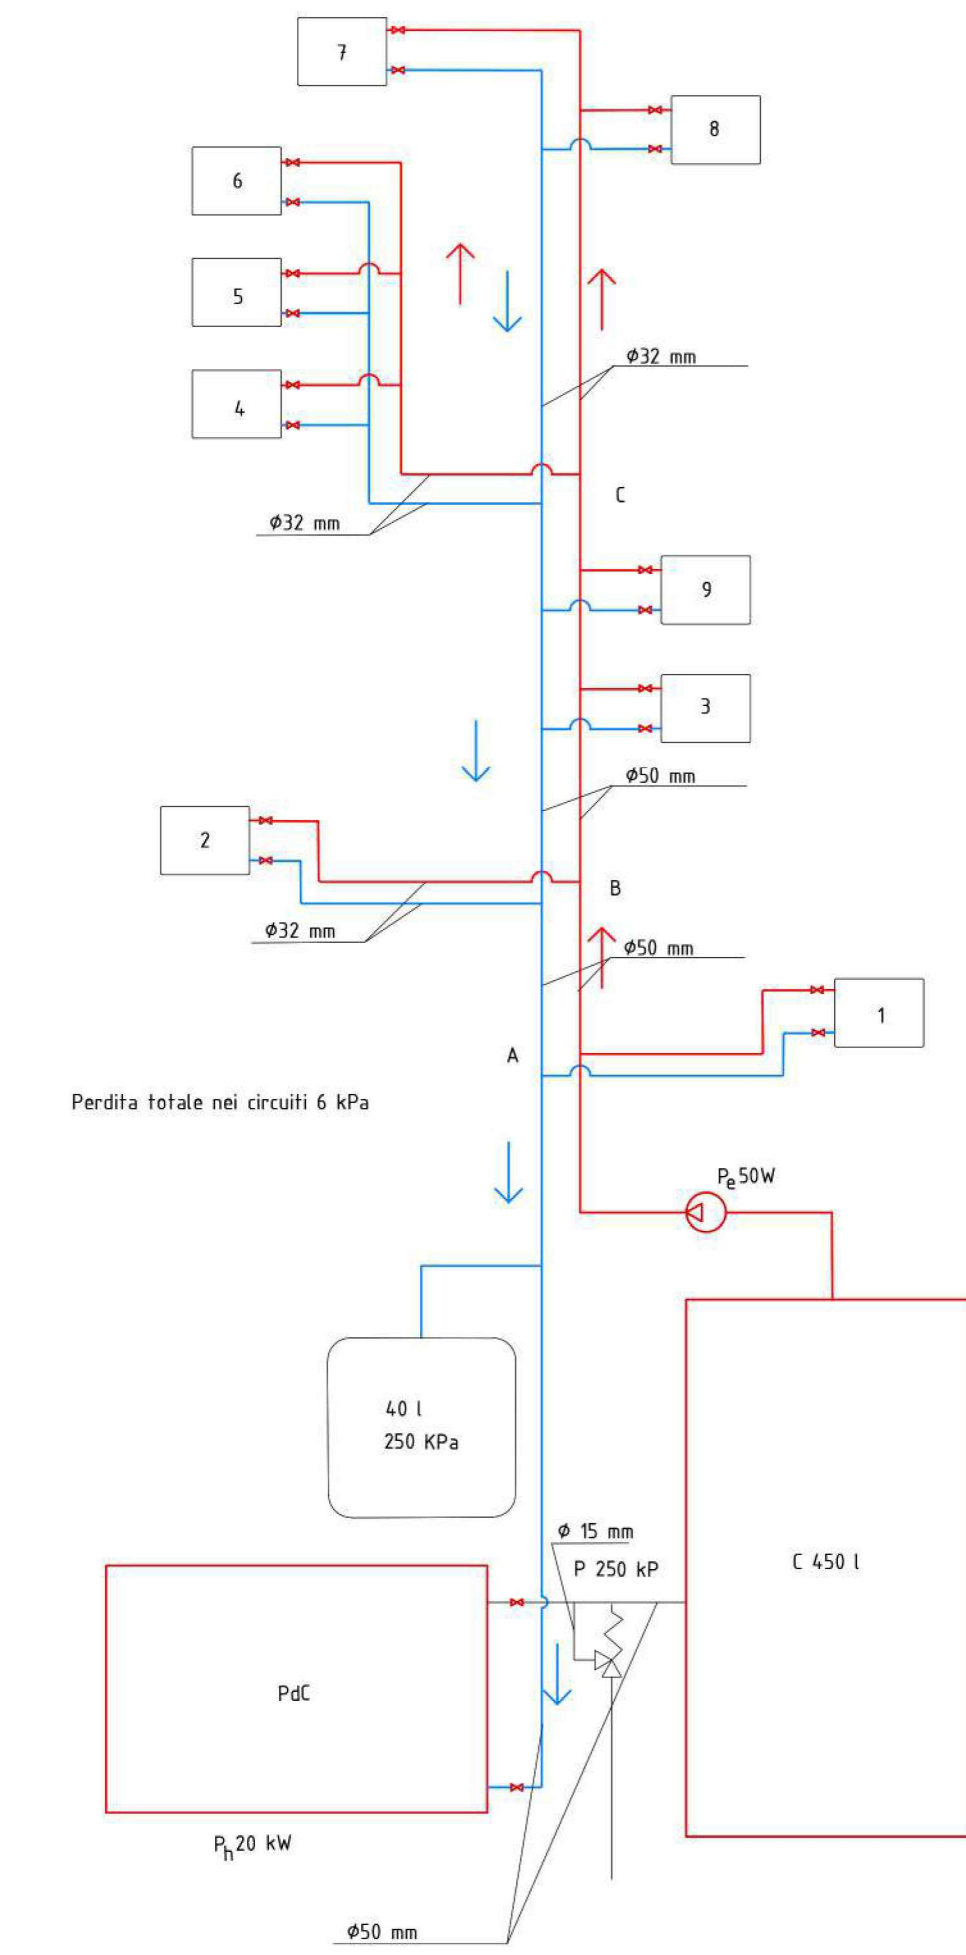 7
8
6
5
Ø32 mm
4
C
Ø32 mm
9
3
Ø50 mm
2
B
Ø32 mm
Ø50 mm
1
A
Perdita totale nei circuiti 6 kPa
Pe 50W
40 l
250 KPa
Ø 15 mm
P 250 kP
C 450 l
PdC
Ph 20 kW
Ø50 mm